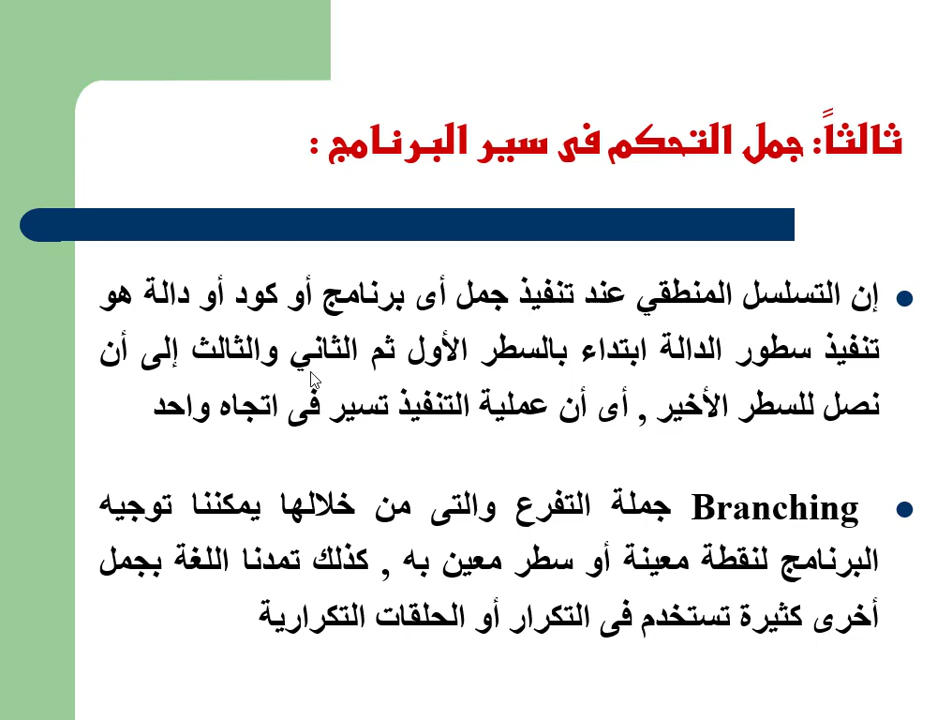 ثالثاً: جمل التحكم فى سير البرنامج :
إن التسلسل المنطقي عند تنفيذ جمل أى برنامج أو كود أو دالة هو
تنفيذ سطور الدالة ابتداء بالسطر الأول ثم الثاني والثالث إلى أن
نصل للسطر الأخير , أى أن عملية التنفيذ تسير فى اتجاه واحد
Branching جملة التفرع والتى من خلالها يمكننا توجيه
البرنامج لنقطة معينة أو سطر معين به , كذلك تمدنا اللغة بجمل
أخرى كثيرة تستخدم فى التكرار أو الحلقات التكرارية